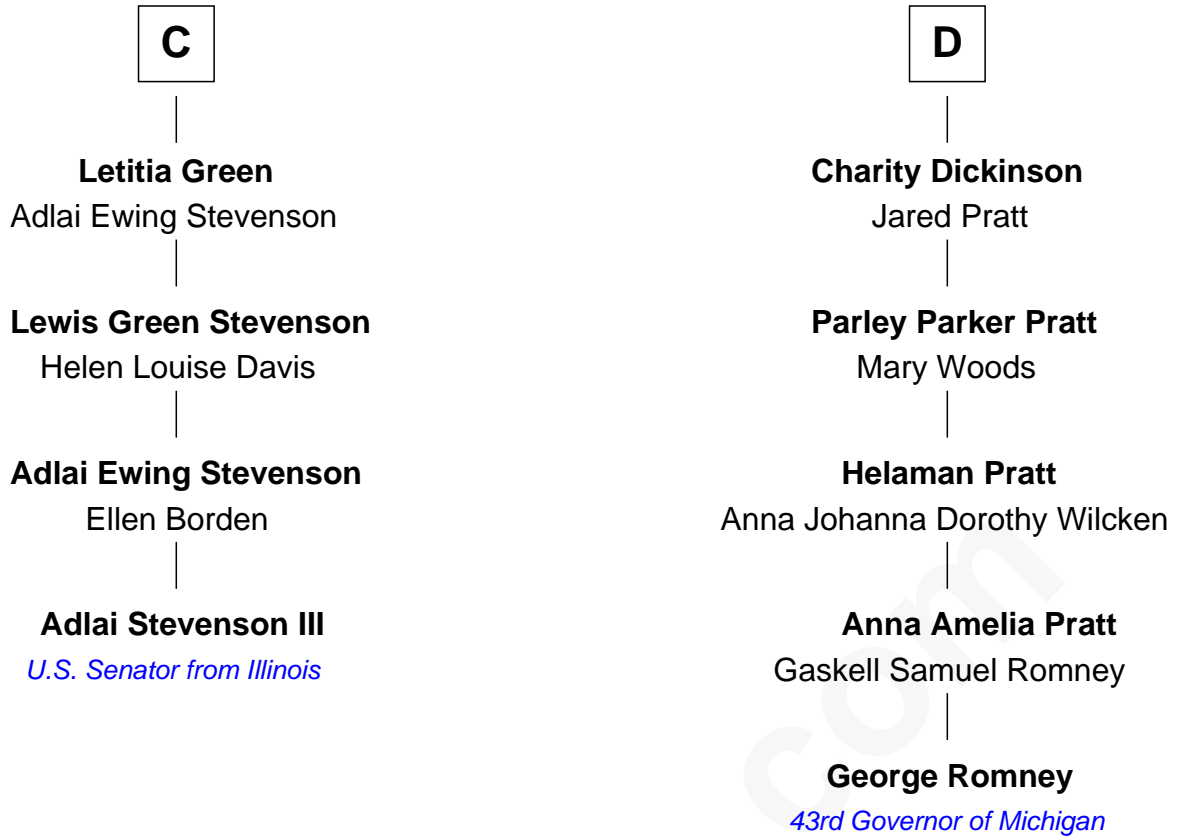 C
Letitia Green
Adlai Ewing Stevenson
Lewis Green Stevenson
Helen Louise Davis
Adlai Ewing Stevenson
Ellen Borden
Adlai Stevenson III
U.S. Senator from Illinois
D
Charity Dickinson
Jared Pratt
Parley Parker Pratt
Mary Woods
Helaman Pratt
Anna Johanna Dorothy Wilcken
Anna Amelia Pratt
Gaskell Samuel Romney
George Romney
43rd Governor of Michigan
com